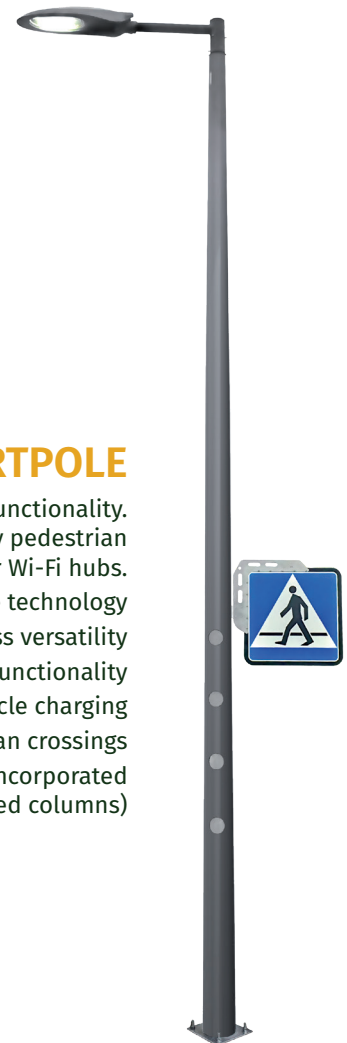 RTPOLE
unctionality.
pedestrian
Wi-Fi hubs.
technology
ss versatility
unctionality
cle charging
an crossings
ncorporated
ed columns)